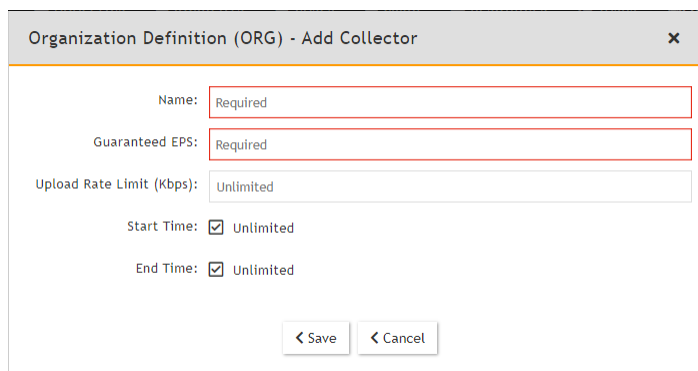 Organization Definition (ORG) - Add Collector
Name: Required
Guaranteed EPS: Required
Upload Rate Limit (Kbps): Unlimited
Start Time: Unlimited
End Time: Unlimited
Save Cancel